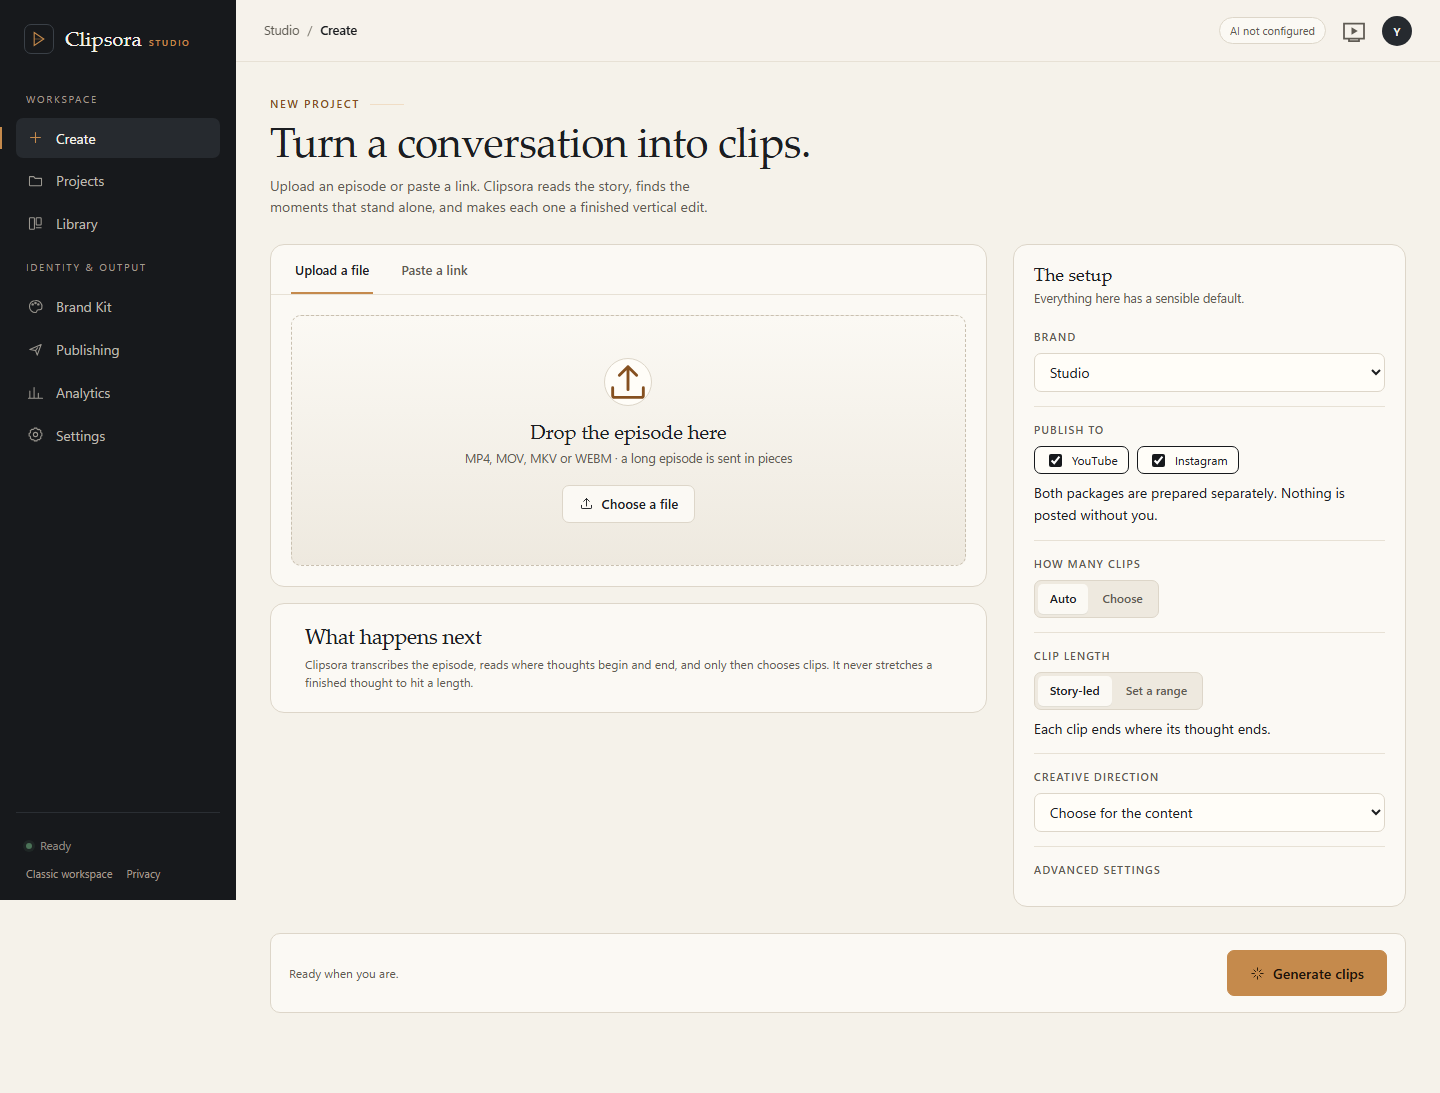 Clipsora STUDIO
WORKSPACE
Create
Projects
Library
IDENTITY & OUTPUT
Brand Kit
Publishing
Analytics
Settings
Ready
Classic workspace Privacy
Studio / Create
AI not configured
Y
NEW PROJECT
Turn a conversation into clips.
Upload an episode or paste a link. Clipsora reads the story, finds the
moments that stand alone, and makes each one a finished vertical edit.
Upload a file Paste a link
Drop the episode here
MP4, MOV, MKV or WEBM · a long episode is sent in pieces
Choose a file
What happens next
Clipsora transcribes the episode, reads where thoughts begin and end, and only then chooses clips. It never stretches a
finished thought to hit a length.
The setup
Everything here has a sensible default.
BRAND
Studio
PUBLISH TO
YouTube Instagram
Both packages are prepared separately. Nothing is
posted without you.
HOW MANY CLIPS
Auto Choose
CLIP LENGTH
Story-led Set a range
Each clip ends where its thought ends.
CREATIVE DIRECTION
Choose for the content
ADVANCED SETTINGS
Ready when you are.
Generate clips